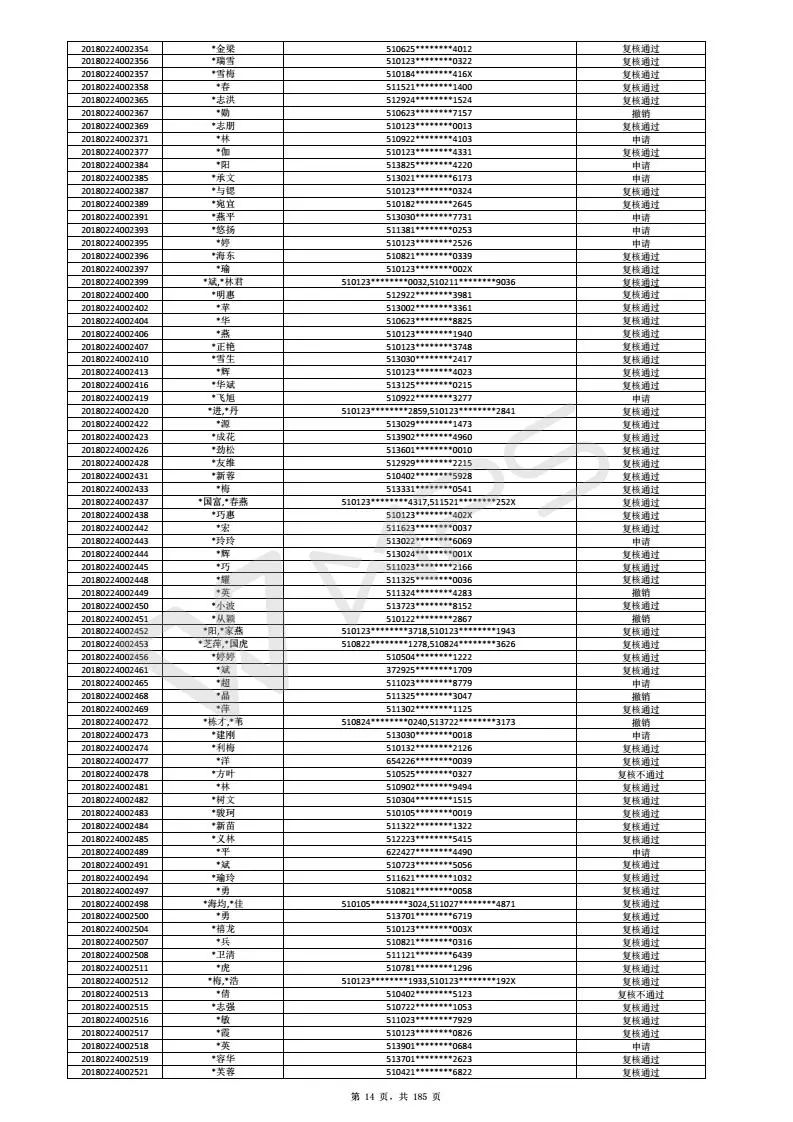 20180224002354 *金梁 510625********4012 复核通过
20180224002356 *瑞雪 510123********0322 复核通过
20180224002357 *雪梅 510184********416X 复核通过
20180224002358 *春 511521********1400 复核通过
20180224002365 *志洪 512924********1524 复核通过
20180224002367 *勋 510623********7157 撤销
20180224002369 *志朋 510123********0013 复核通过
20180224002371 *林 510922********4103 申请
20180224002377 *伽 510123********4331 复核通过
20180224002384 *阳 513825********4220 申请
20180224002385 *承文 513021********6173 申请
20180224002387 *与锶 510123********0324 复核通过
20180224002389 *宛宜 510182********2645 复核通过
20180224002391 *燕平 513030********7731 申请
20180224002393 *悠扬 511381********0253 申请
20180224002395 *婷 510123********2526 申请
20180224002396 *海东 510821********0339 复核通过
20180224002397 *瑜 510123********002X 复核通过
20180224002399 *斌,*林君 510123********0032,510211********9036 复核通过
20180224002400 *明惠 512922********3981 复核通过
20180224002402 *苹 513002********3361 复核通过
20180224002404 *华 510623********8825 复核通过
20180224002406 *燕 510123********1940 复核通过
20180224002407 *正艳 510123********3748 复核通过
20180224002410 *雪生 513030********2417 复核通过
20180224002413 *辉 510123********4023 复核通过
20180224002416 *华斌 513125********0215 复核通过
20180224002419 *飞旭 510922********3277 申请
20180224002420 *进,*丹 510123********2859,510123********2841 复核通过
20180224002422 *源 513029********1473 复核通过
20180224002423 *成花 513902********4960 复核通过
20180224002426 *劲松 513601********0010 复核通过
20180224002428 *友维 512929********2215 复核通过
20180224002431 *新蓉 510402********5928 复核通过
20180224002433 *梅 513331********0541 复核通过
20180224002437 *国富,*春燕 510123********4317,511521********252X 复核通过
20180224002438 *巧惠 510123********402X 复核通过
20180224002442 *宏 511623********0037 复核通过
20180224002443 *玲玲 513022********6069 申请
20180224002444 *辉 513024********001X 复核通过
20180224002445 *巧 511023********2166 复核通过
20180224002448 *耀 511325********0036 复核通过
20180224002449 *英 511324********4283 撤销
20180224002450 *小波 513723********8152 复核通过
20180224002451 *从颖 510122********2867 撤销
20180224002452 *阳,*家燕 510123********3718,510123********1943 复核通过
20180224002453 *芝萍,*国虎 510822********1278,510824********3626 复核通过
20180224002456 *婷婷 510504********1222 复核通过
20180224002461 *斌 372925********1709 复核通过
20180224002465 *超 511023********8779 申请
20180224002468 *晶 511325********3047 撤销
20180224002469 *萍 511302********1125 复核通过
20180224002472 *栋才,*苇 510824********0240,513722********3173 撤销
20180224002473 *建刚 513030********0018 申请
20180224002474 *利梅 510132********2126 复核通过
20180224002477 *洋 654226********0039 复核通过
20180224002478 *方叶 510525********0327 复核不通过
20180224002481 *林 510902********9494 复核通过
20180224002482 *树文 510304********1515 复核通过
20180224002483 *骏珂 510105********0019 复核通过
20180224002484 *新苗 511322********1322 复核通过
20180224002485 *义林 512223********5415 复核通过
20180224002489 *平 622427********4490 申请
20180224002491 *斌 510723********5056 复核通过
20180224002494 *瑜玲 511621********1032 复核通过
20180224002497 *勇 510821********0058 复核通过
20180224002498 *海均,*佳 510105********3024,511027********4871 复核通过
20180224002500 *勇 513701********6719 复核通过
20180224002504 *禧龙 510123********003X 复核通过
20180224002507 *兵 510821********0316 复核通过
20180224002508 *卫清 511121********6439 复核通过
20180224002511 *虎 510781********1296 复核通过
20180224002512 *梅,*浩 510123********1933,510123********192X 复核通过
20180224002513 *倩 510402********5123 复核不通过
20180224002515 *志强 510722********1053 复核通过
20180224002516 *敏 511023********7929 复核通过
20180224002517 *霞 510123********0826 复核通过
20180224002518 *英 513901********0684 申请
20180224002519 *容华 513701********2623 复核通过
20180224002521 *芙蓉 510421********6822 复核通过
第 14 页，共 185 页